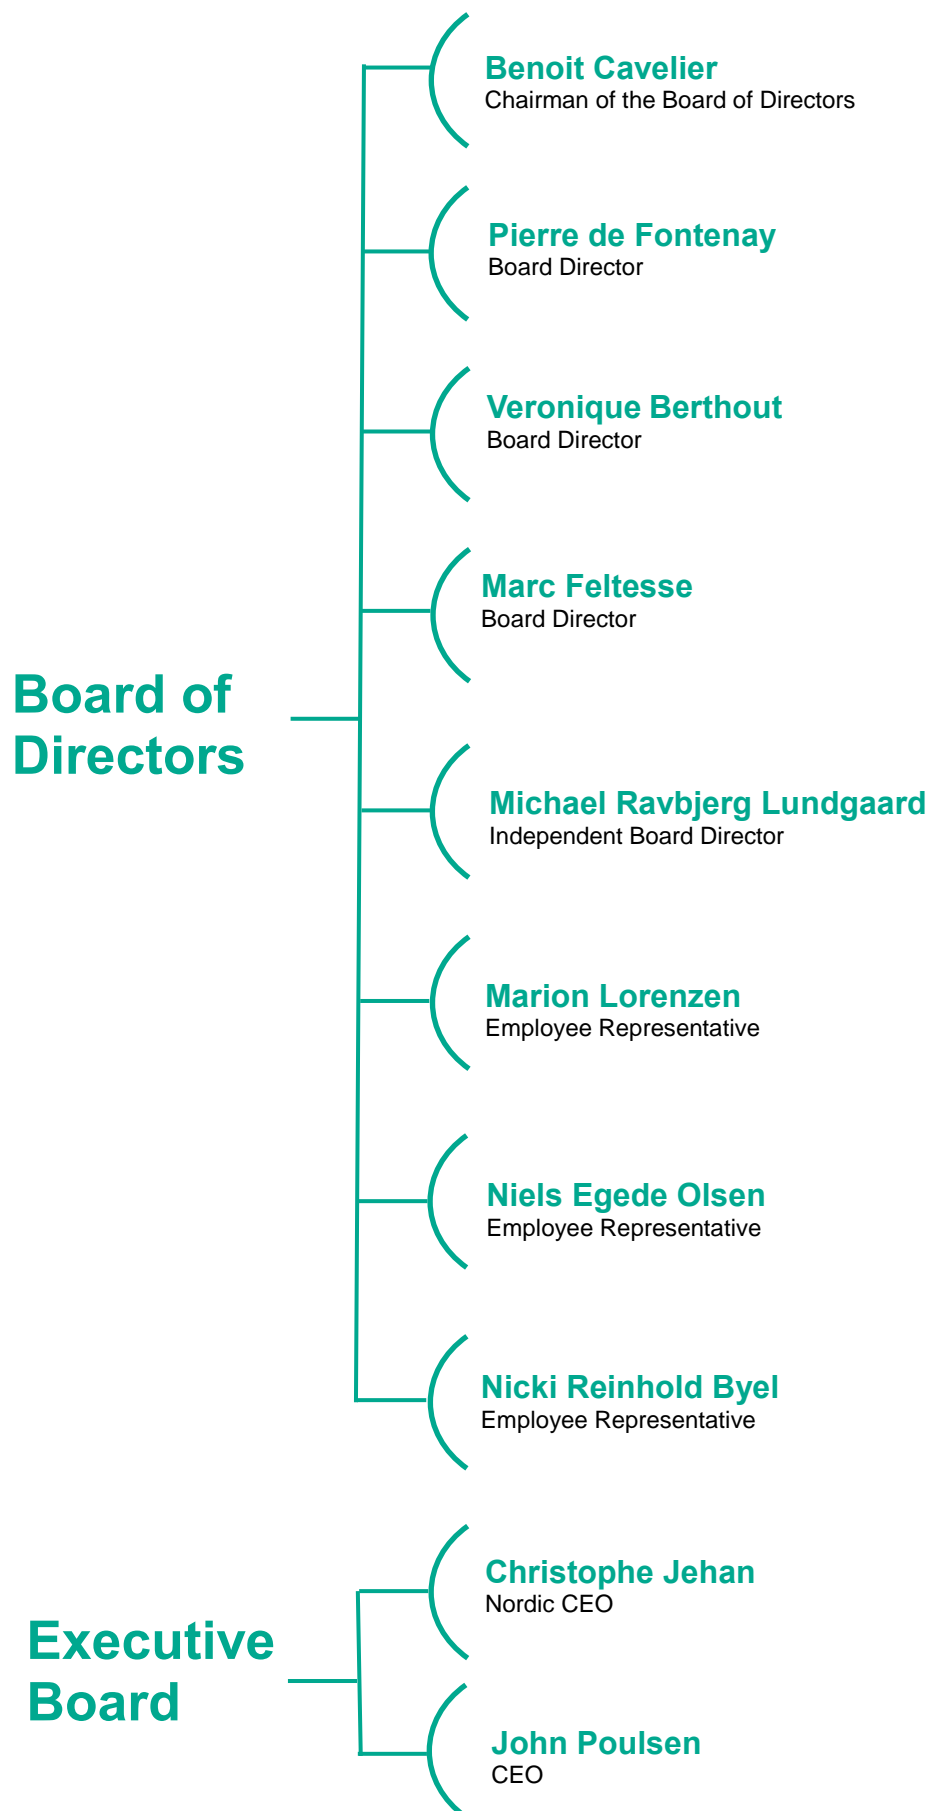 Board of
Directors
Benoit Cavelier
Chairman of the Board of Directors
Pierre de Fontenay
Board Director
Veronique Berthout
Board Director
Marc Feltesse
Board Director
Michael Ravbjerg Lundgaard
Independent Board Director
Marion Lorenzen
Employee Representative
Niels Egede Olsen
Employee Representative
Nicki Reinhold Byel
Employee Representative
Executive
Board
Christophe Jehan
Nordic CEO
John Poulsen
CEO